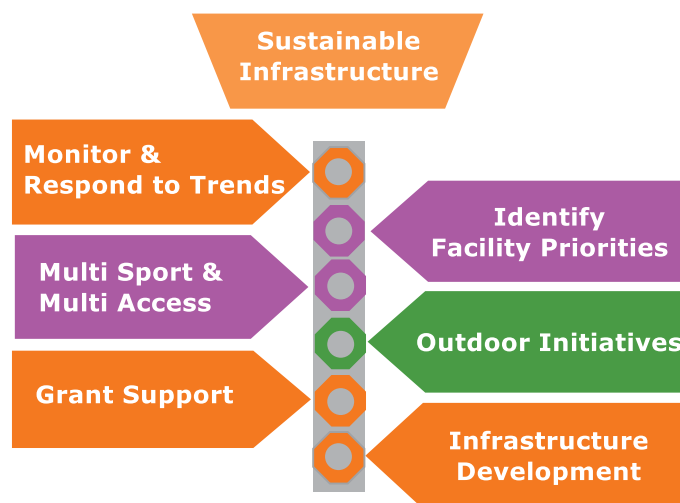 Sustainable
Infrastructure
Monitor &
Respond to Trends
Identify
Facility Priorities
Multi Sport &
Multi Access
Outdoor Initiatives
Grant Support
Infrastructure
Development